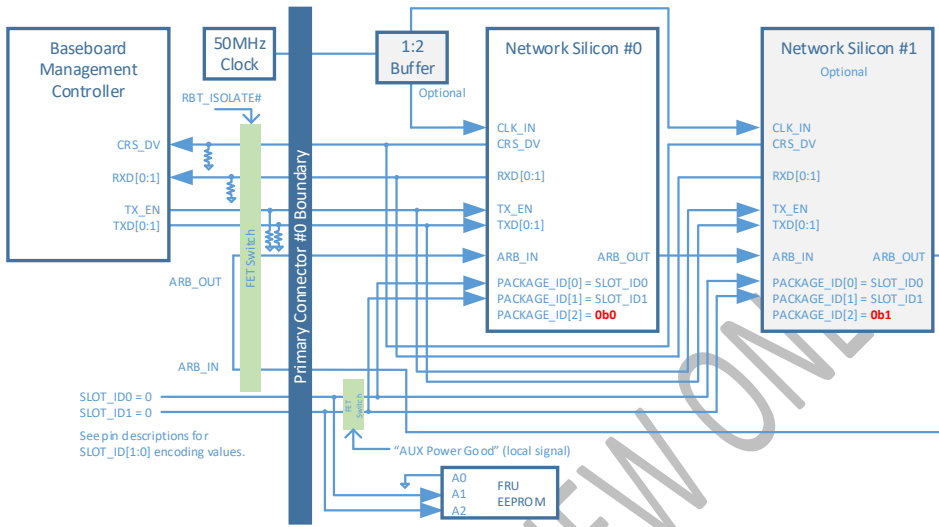 Baseboard
Management
Controller
50MHz
Clock
1:2
Buffer
Optional
Network Silicon #0
Network Silicon #1
Optional
RBT_ISOLATE#
CRS_DV
RXD[0:1]
TX_EN
TXD[0:1]
FET Switch
Primary Connector #0 Boundary
CLK_IN
CRS_DV
RXD[0:1]
TX_EN
TXD[0:1]
ARB_IN ARB_OUT
PACKAGE_ID[0] = SLOT_ID0
PACKAGE_ID[1] = SLOT_ID1
PACKAGE_ID[2] = 0b0
CLK_IN
CRS_DV
RXD[0:1]
TX_EN
TXD[0:1]
ARB_IN ARB_OUT
PACKAGE_ID[0] = SLOT_ID0
PACKAGE_ID[1] = SLOT_ID1
PACKAGE_ID[2] = 0b1
ARB_OUT
ARB_IN
SLOT_ID0 = 0
SLOT_ID1 = 0
See pin descriptions for
SLOT_ID[1:0] encoding values.
FET
Switch
"AUX Power Good" (local signal)
A0
A1
A2
FRU
EEPROM